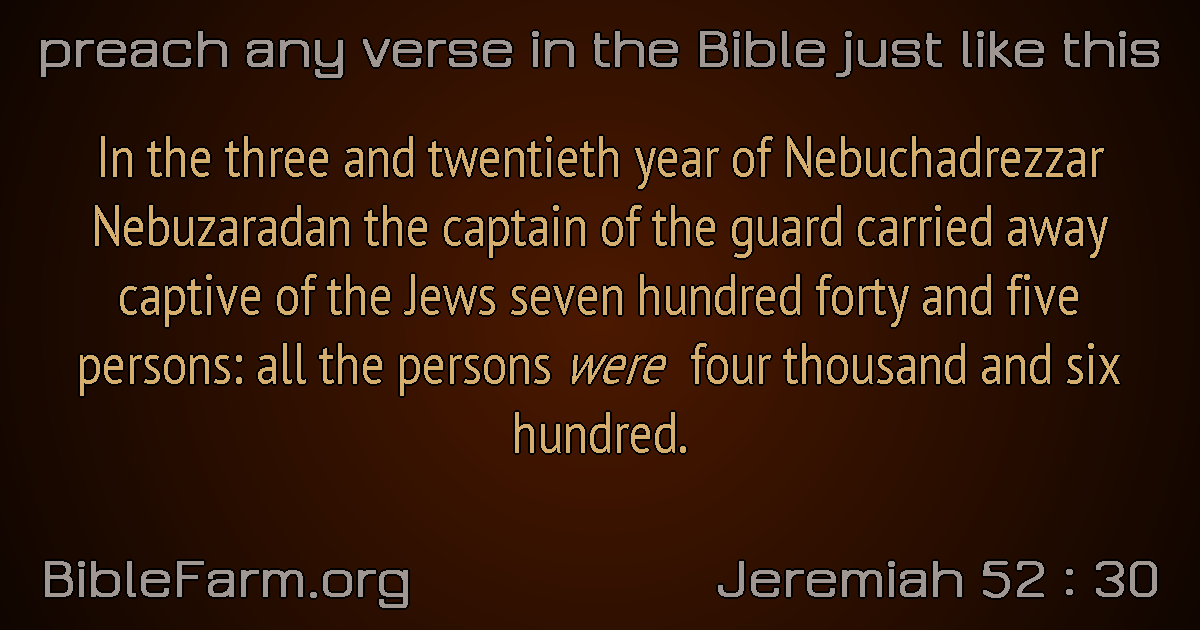 preach any verse in the Bible just like this
In the three and twentieth year of Nebuchadrezzar
Nebuzaradan the captain of the guard carried away
captive of the Jews seven hundred forty and five
persons: all the persons were four thousand and six
hundred.
BibleFarm.org
Jeremiah 52 : 30